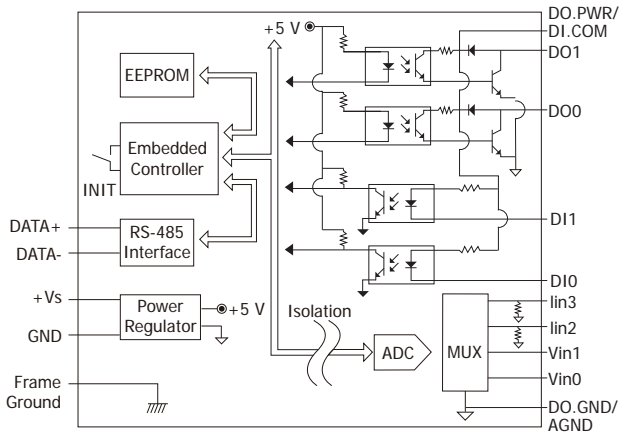 DO.PWR/
DI.COM
+5 V
DO1
EEPROM
DO0
Embedded
Controller
INIT
DATA+
RS-485
Interface
DATA-
DI1
DI0
+Vs
Power
Regulator
+5 V
Isolation
Iin3
GND
ADC
MUX
Iin2
Vin1
Vin0
Frame
Ground
DO.GND/
AGND